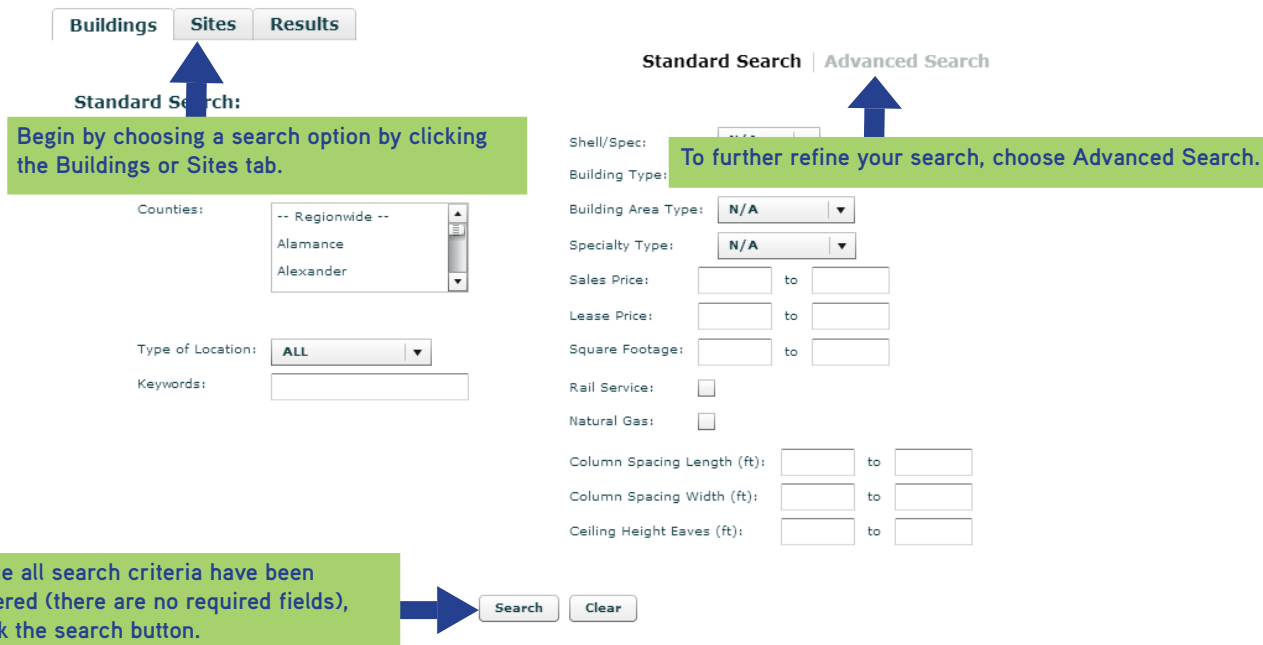 Buildings Sites Results
Standard Search | Advanced Search
Standard Search:
Begin by choosing a search option by clicking
the Buildings or Sites tab.
Shell/Spec:
To further refine your search, choose Advanced Search.
Building Type:
Counties:
-- Regionwide --
Alamance
Alexander
Building Area Type: N/A
Specialty Type: N/A
Sales Price: to
Lease Price: to
Type of Location: ALL
Square Footage: to
Keywords:
Rail Service:
Natural Gas:
Column Spacing Length (ft): to
Column Spacing Width (ft): to
Ceiling Height Eaves (ft): to
all search criteria have been
(there are no required fields),
the search button.
Search Clear